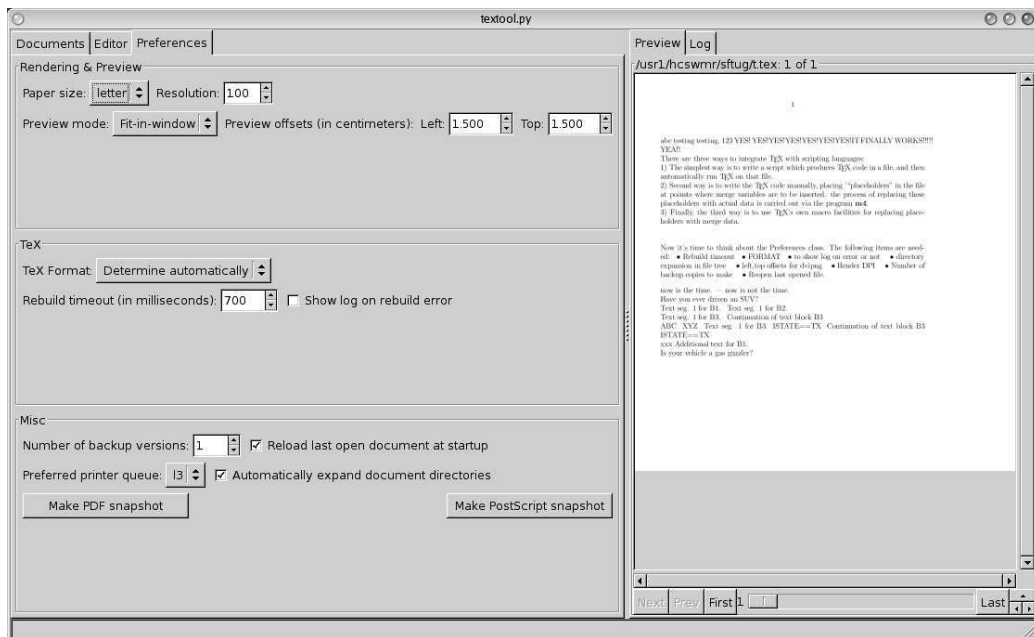 textool.py
Documents Editor Preferences
Rendering & Preview
Paper size: letter Resolution: 100
Preview mode: Fit-in-window Preview offsets (in centimeters): Left: 1.500 Top: 1.500
TeX
TeX Format: Determine automatically
Rebuild timeout (in milliseconds): 700 Show log on rebuild error
Misc
Number of backup versions: 1 Reload last open document at startup
Preferred printer queue: l3 Automatically expand document directories
Make PDF snapshot Make PostScript snapshot
Preview Log
/usr1/hcswmr/sftug/t.tex: 1 of 1
1
abc testing testing, 123 YES! YES!YES!YES!YES!YES!YES!IT FINALLY WORKS!!!!!
YEA!!
There are three ways to integrate TEX with scripting languages:
1) The simplest way is to write a script which produces TEX code in a file, and then
automatically run TEX on that file.
2) Second way is to write the TEX code manually, placing "placeholders" in the file
at poinsts where merge variables are to be inserted. the process of replacing these
placeholders with actual data is carried out via the program m4.
3) Finally, the third way is to use TEX's own macro facilities for replacing place-
holders with merge data.
Now it's time to think about the Preferences class. The following items are need-
ed: • Rebuild timeout • FORMAT • to show log on error or not • directory
expansion in file tree • left,top offsets for dvipng • Render DPI • Number of
backup copies to make • Reopen last opened file.
now is the time. — now is not the time.
Have you ever driven an SUV?
Text seg. 1 for B1. Text seg. 1 for B2.
Text seg. 1 for B3. Continuation of text block B3
ABC XYZ Text seg. 1 for B3. ISTATE==TX Continuation of text block B3
ISTATE==TX
xxx Additional text for B1.
Is your vehicle a gas guzzler?
Next Prev First 1 Last